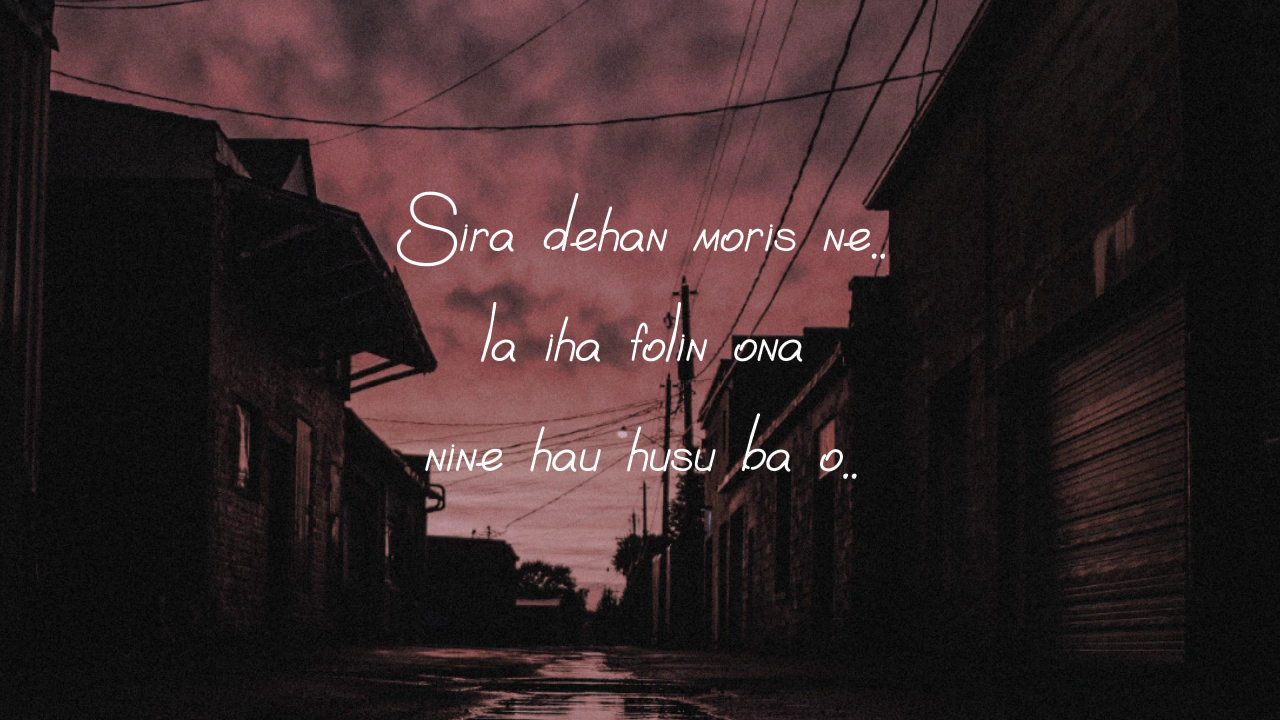 Sira dehan moris ne..
la iha folin ona
nine hau husu ba o..